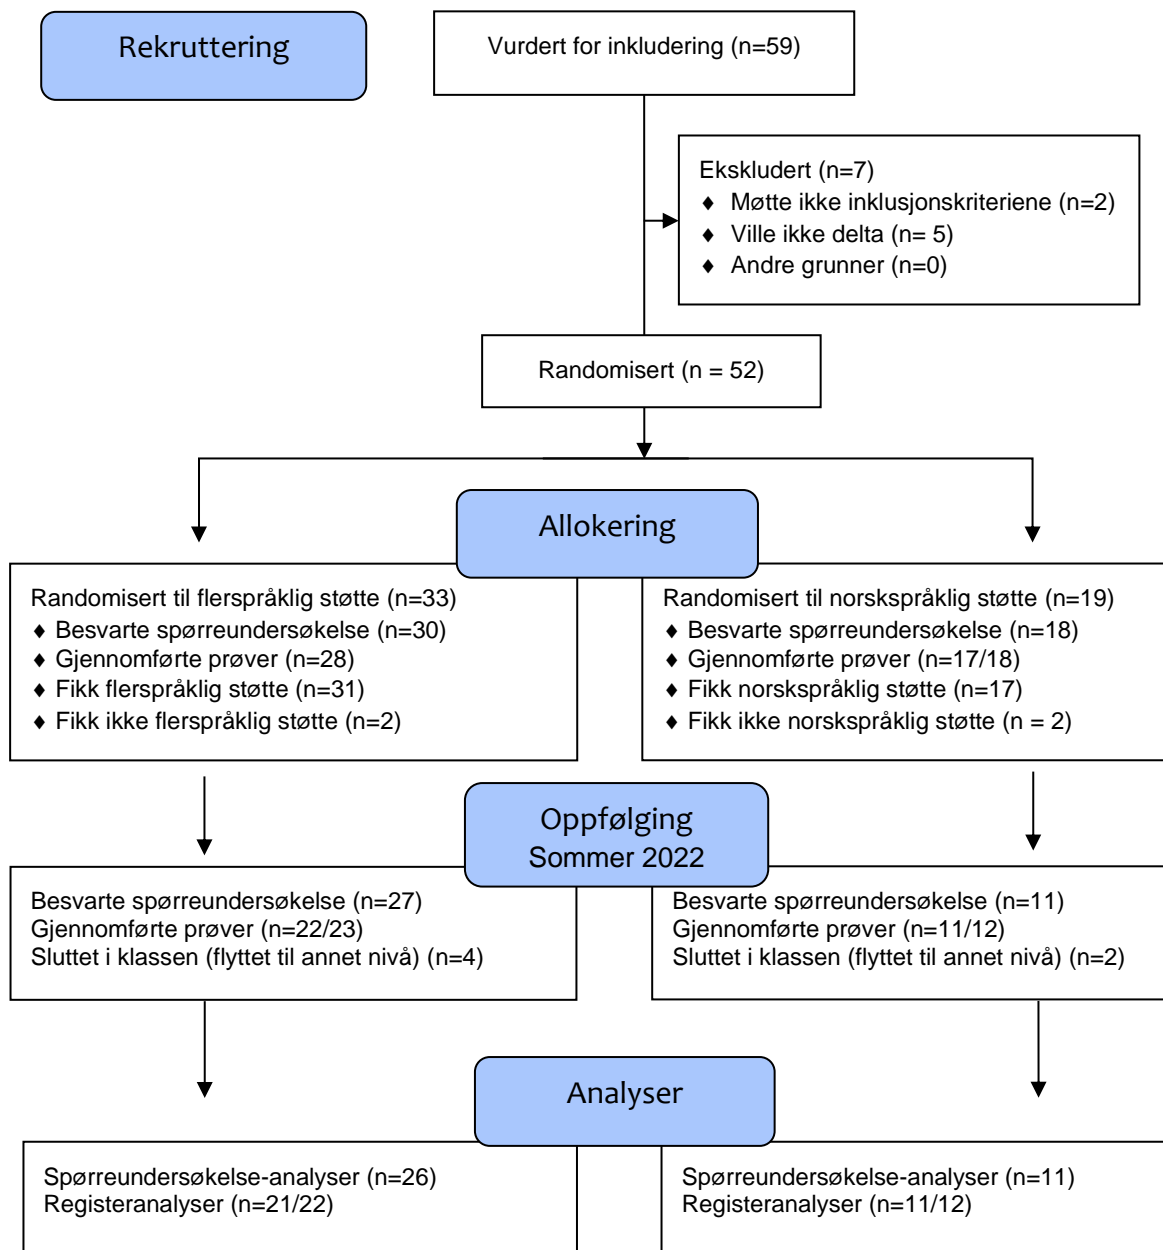 Rekruttering
Vurdert for inkludering (n=59)
Ekskludert (n=7)
♦ Møtte ikke inklusjonskriteriene (n=2)
♦ Ville ikke delta (n= 5)
♦ Andre grunner (n=0)
Randomisert (n = 52)
Allokering
Randomisert til flerspråklig støtte (n=33)
♦ Besvarte spørreundersøkelse (n=30)
♦ Gjennomførte prøver (n=28)
♦ Fikk flerspråklig støtte (n=31)
♦ Fikk ikke flerspråklig støtte (n=2)
Randomisert til norskspråklig støtte (n=19)
♦ Besvarte spørreundersøkelse (n=18)
♦ Gjennomførte prøver (n=17/18)
♦ Fikk norskspråklig støtte (n=17)
♦ Fikk ikke norskspråklig støtte (n = 2)
Oppfølging
Sommer 2022
Besvarte spørreundersøkelse (n=27)
Gjennomførte prøver (n=22/23)
Sluttet i klassen (flyttet til annet nivå) (n=4)
Besvarte spørreundersøkelse (n=11)
Gjennomførte prøver (n=11/12)
Sluttet i klassen (flyttet til annet nivå) (n=2)
Analyser
Spørreundersøkelse-analyser (n=26)
Registeranalyser (n=21/22)
Spørreundersøkelse-analyser (n=11)
Registeranalyser (n=11/12)